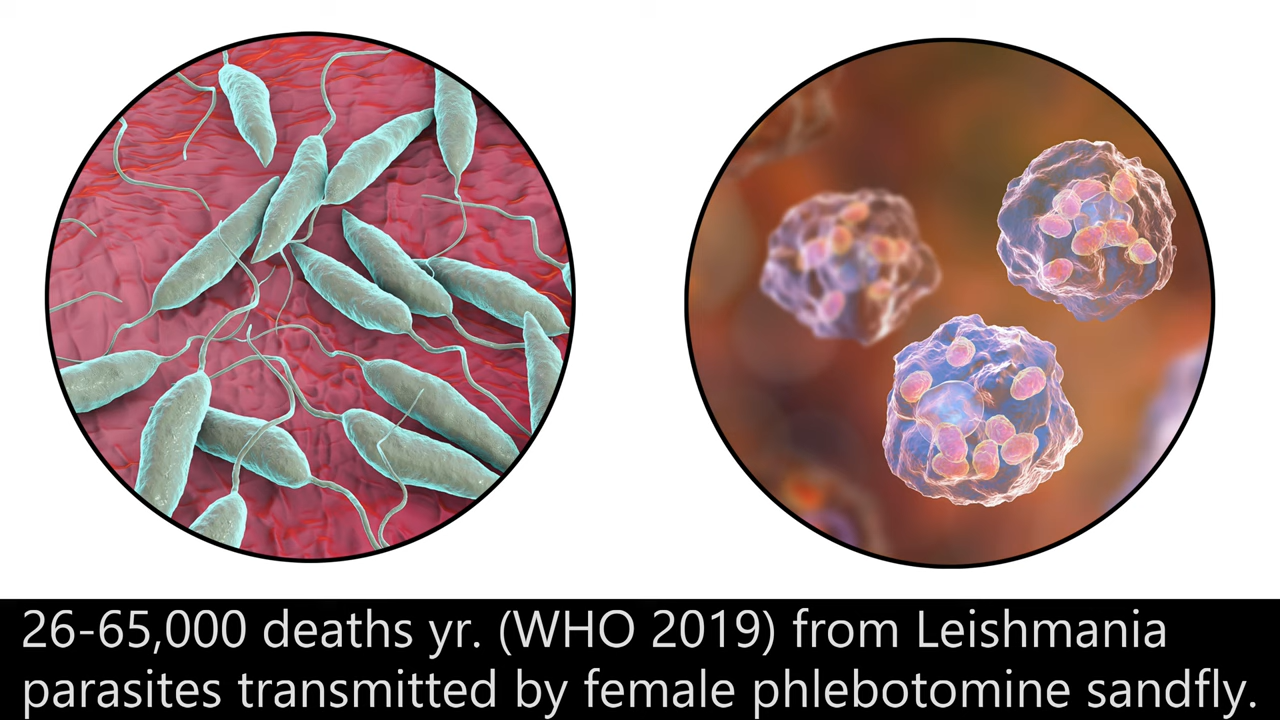 26-65,000 deaths yr. (WHO 2019) from Leishmania
parasites transmitted by female phlebotomine sandfly.